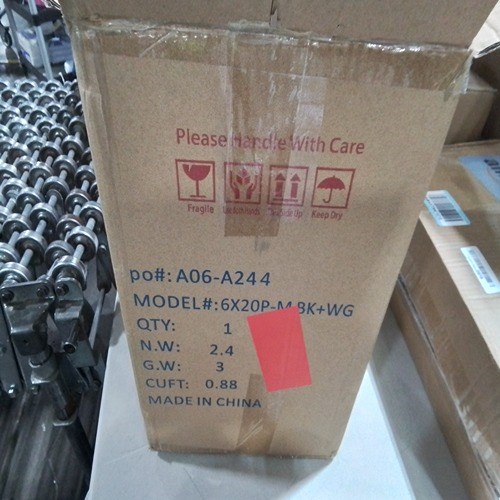 Please Handle With Care
Fragile Keep Dry
po#: A06-A244
MODEL#: 6X20P-M BK+WG
QTY: 1
N.W: 2.4
G.W: 3
CUFT: 0.88
MADE IN CHINA